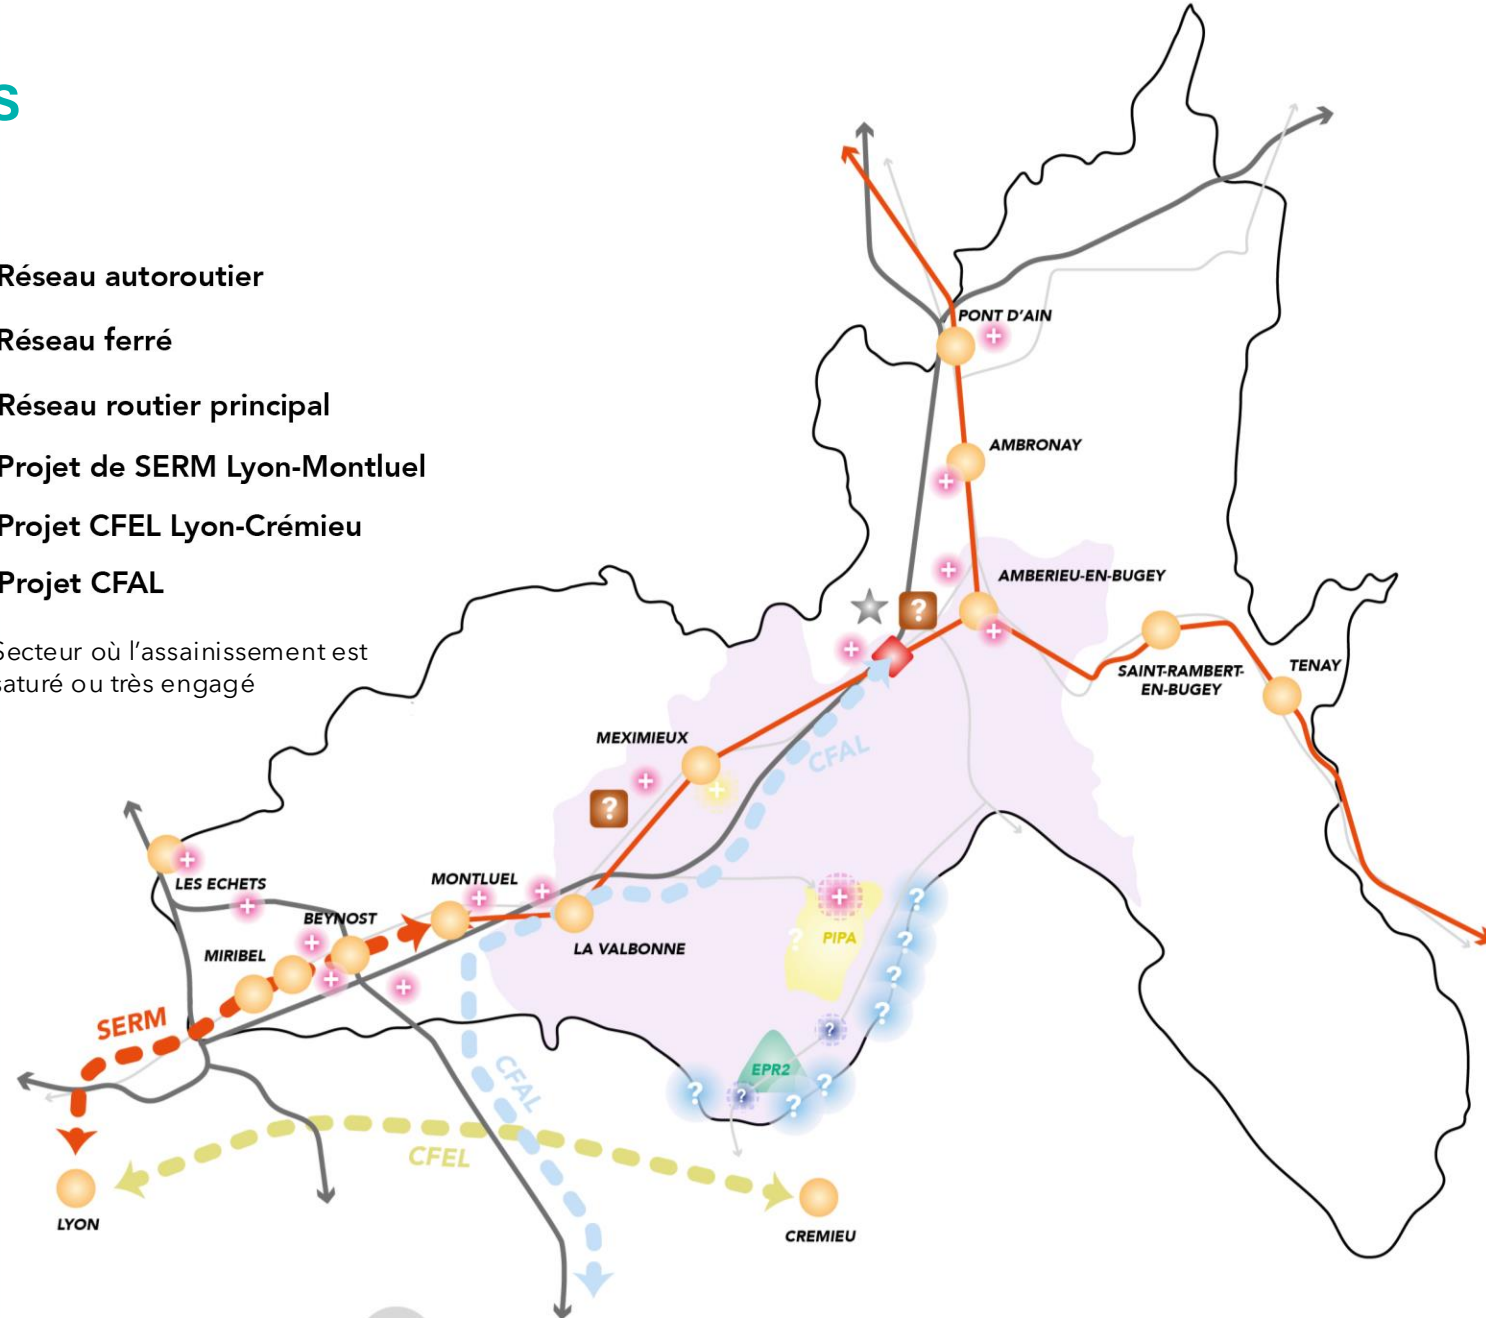 s
Réseau autoroutier
Réseau ferré
Réseau routier principal
Projet de SERM Lyon-Montluel
Projet CFEL Lyon-Crémieu
Projet CFAL
Secteur où l'assainissement est
saturé ou très engagé
PONT D'AIN
+
AMBRONAY
+
+
AMBERIEU-EN-BUGEY
?
+
+
SAINT-RAMBERT-
EN-BUGEY
TENAY
MEXIMIEUX
CFAL
+
+
?
+
LES ECHETS
+
MONTLUEL
+
+
+
?
BEYNOST
+
MIRIBEL
+
+
LA VALBONNE
?
PIPA
?
?
?
SERM
?
EPR2
CFAL
?
?
?
?
CFEL
LYON
CREMIEU